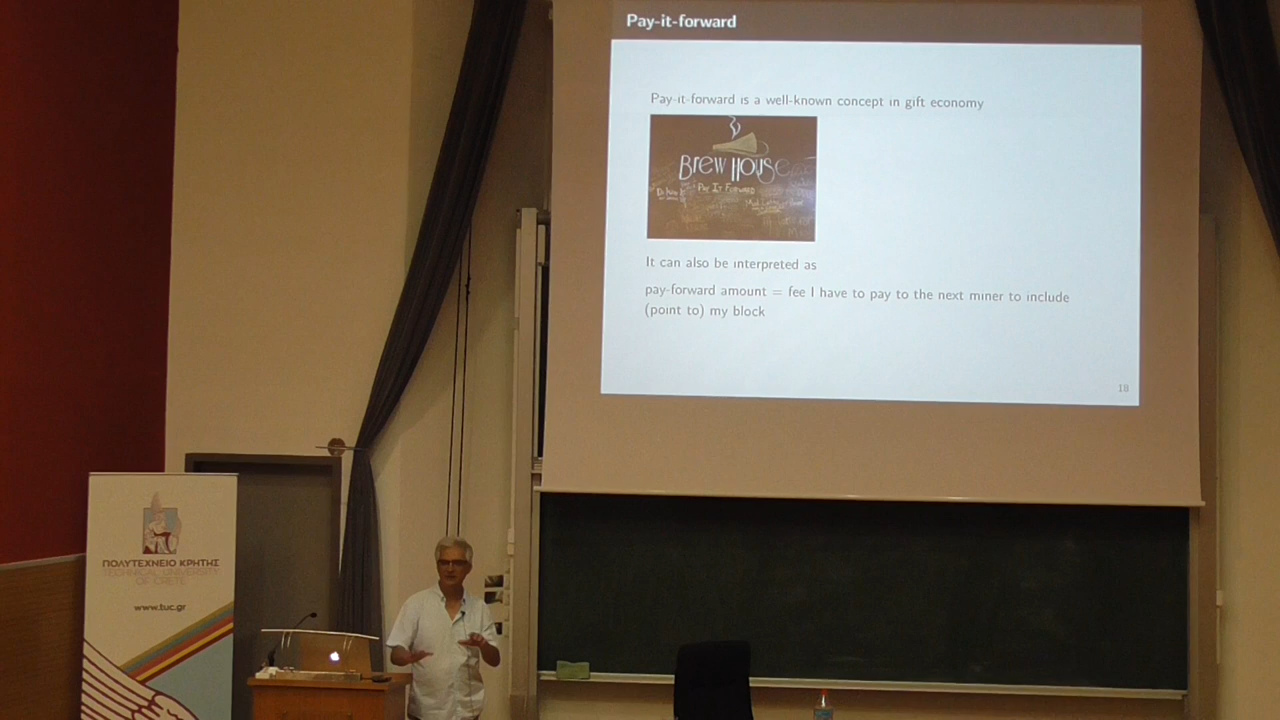 Pay-it-forward
Pay-it-forward is a well-known concept in gift economy
BREW HOUSE
PAY IT FORWARD
It can also be interpreted as
pay-forward amount = fee I have to pay to the next miner to include
(point to) my block
18
ΠΟΛΥΤΕΧΝΕΙΟ ΚΡΗΤΗΣ
TECHNICAL UNIVERSITY
OF CRETE
www.tuc.gr